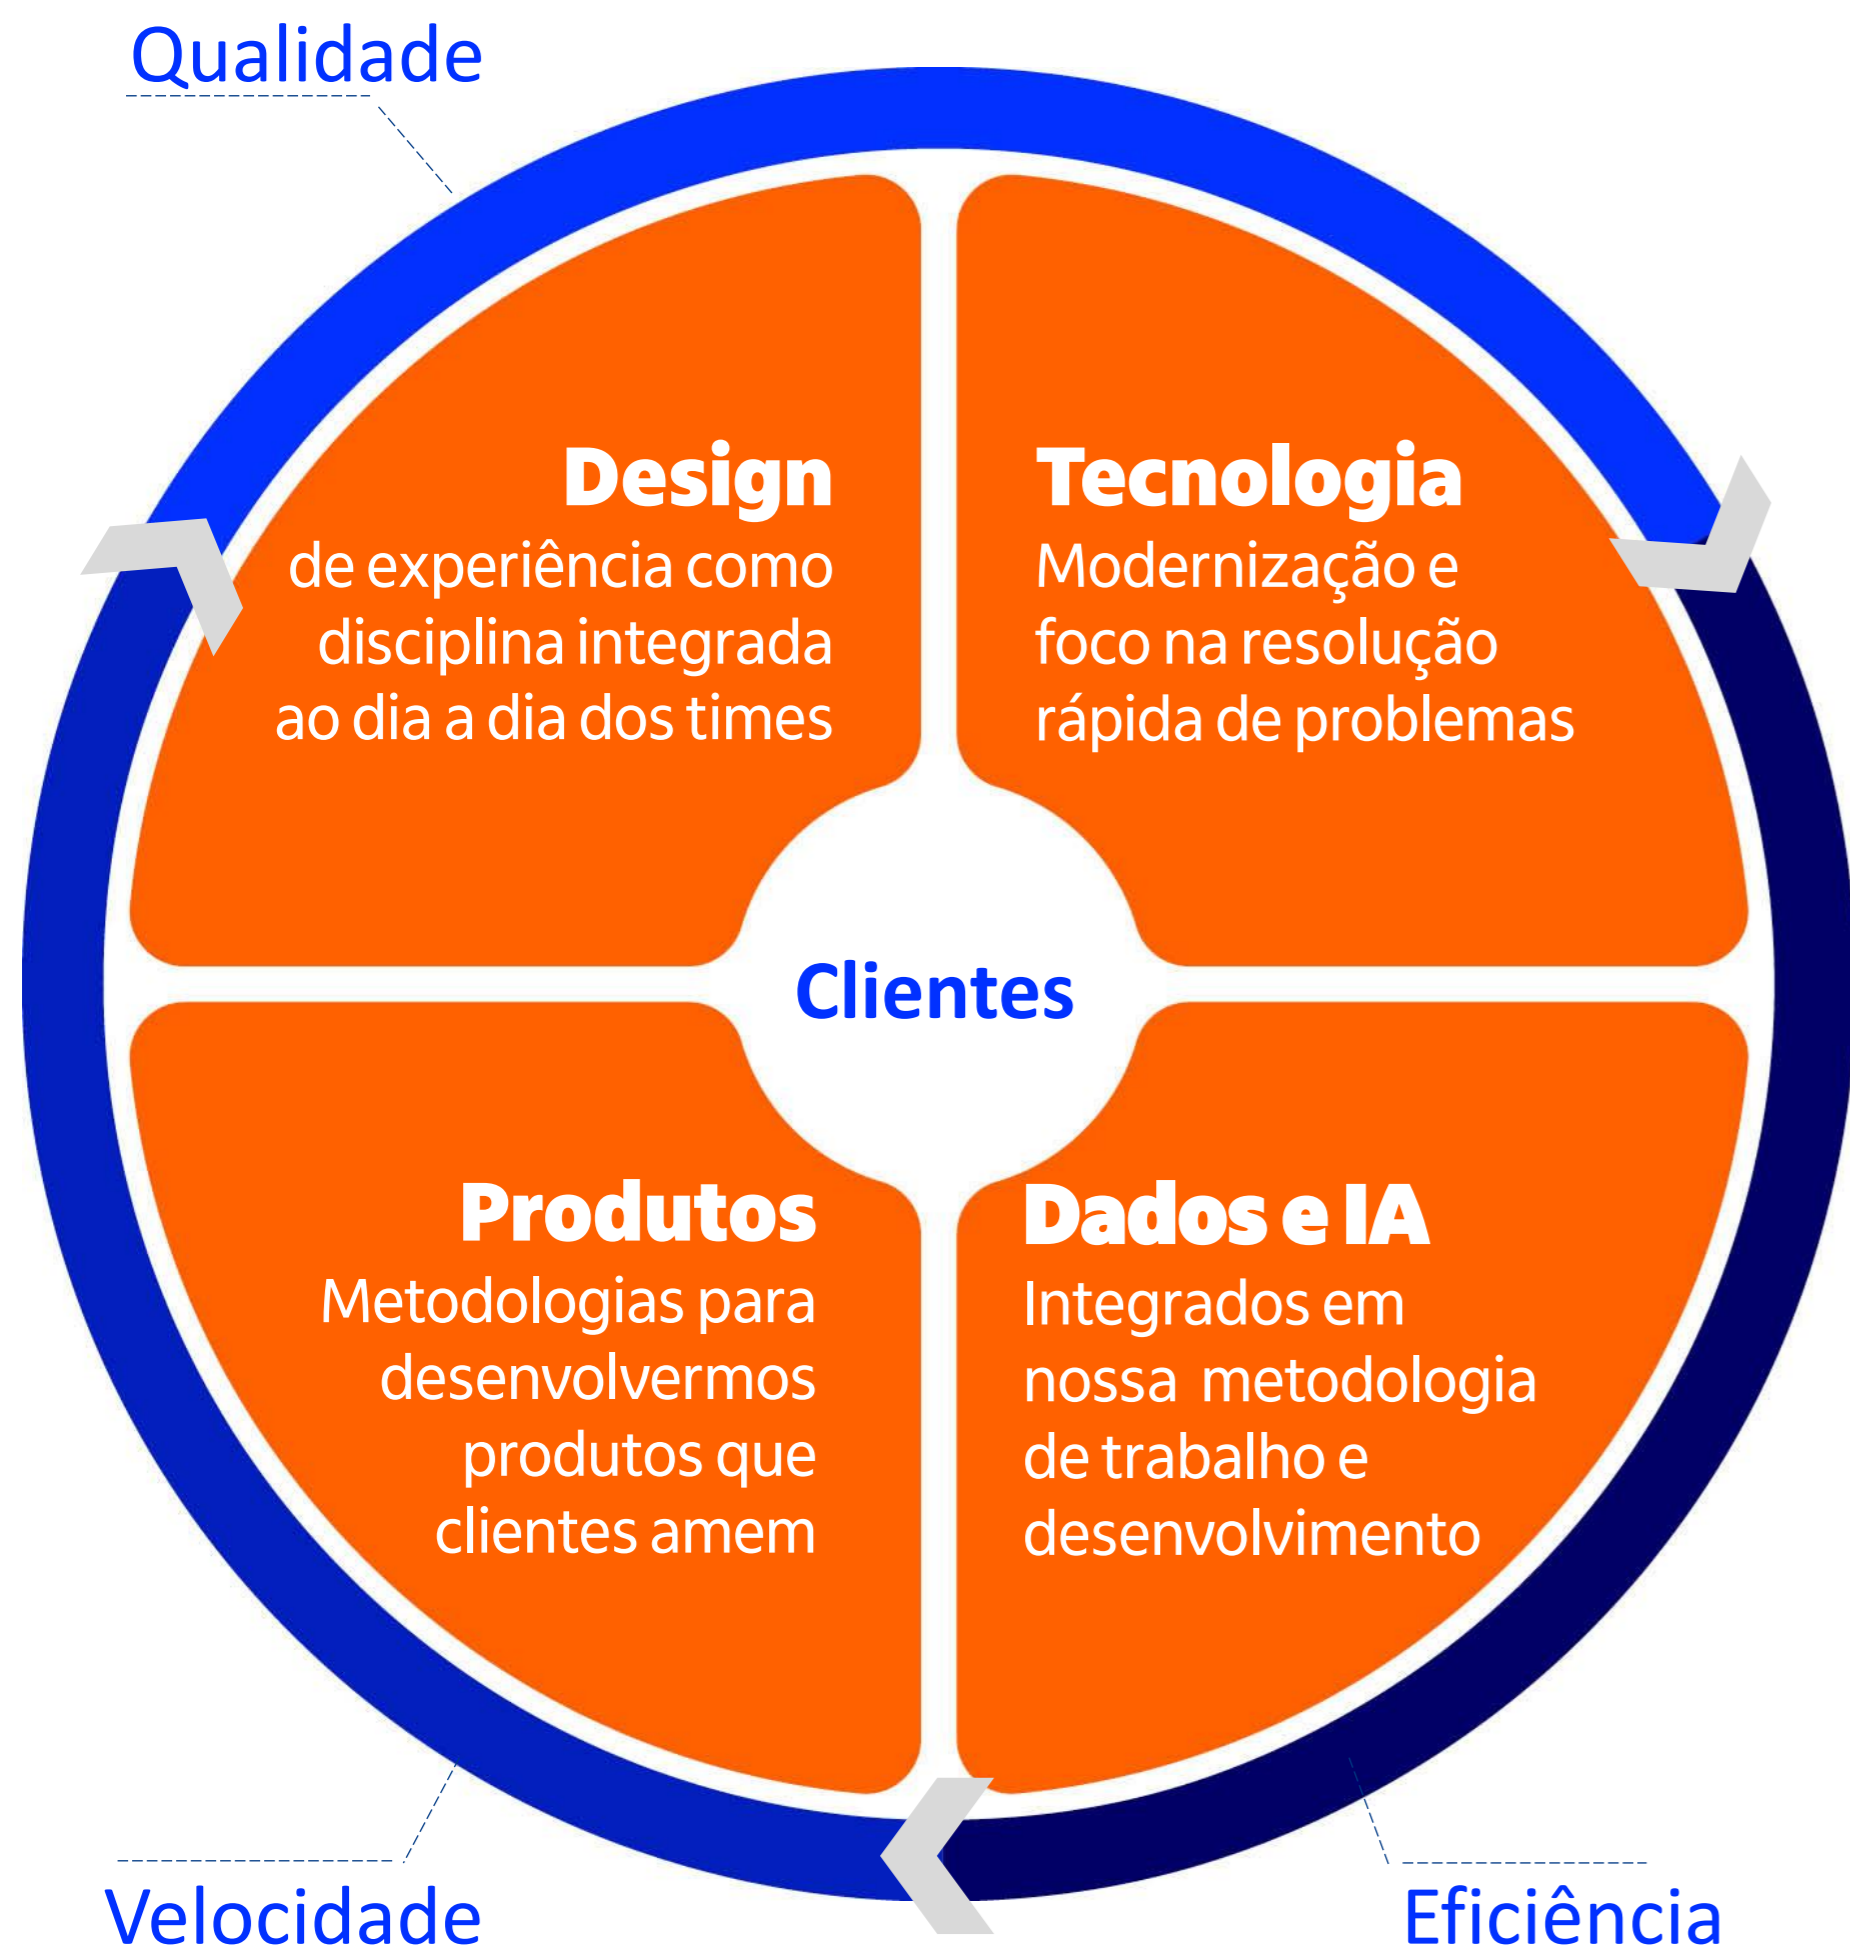 Qualidade
Design
de experiência como
disciplina integrada
ao dia a dia dos times
Tecnologia
Modernização e
foco na resolução
rápida de problemas
Clientes
Produtos
Metodologias para
desenvolvermos
produtos que
clientes amem
Dados e IA
Integrados em
nossa metodologia
de trabalho e
desenvolvimento
Velocidade
Eficiência